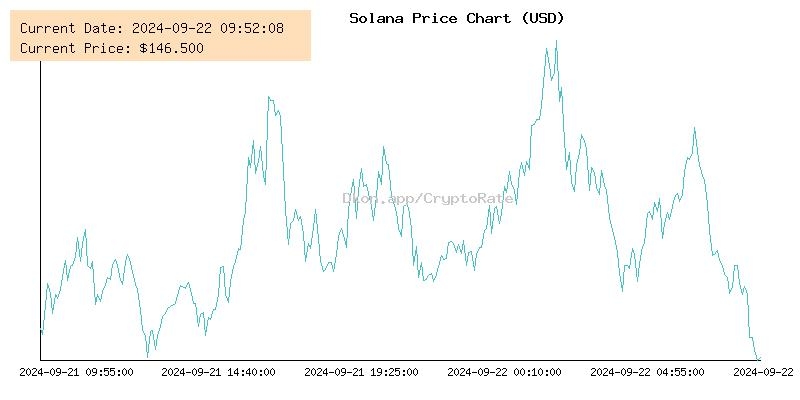 Solana Price Chart (USD)
Current Date: 2024-09-22 09:52:08
Current Price: $146.500
Dkon.app/CryptoRate
2024-09-21 09:55:00
2024-09-21 14:40:00
2024-09-21 19:25:00
2024-09-22 00:10:00
2024-09-22 04:55:00
2024-09-22